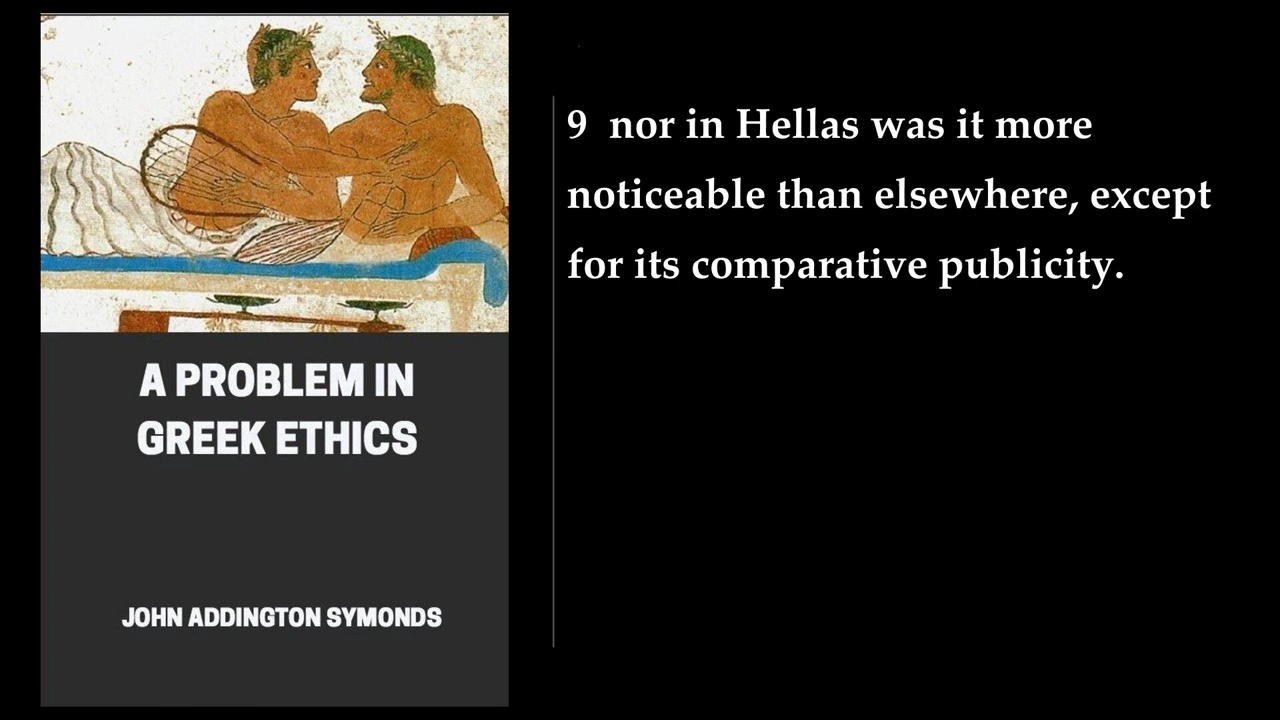 A PROBLEM IN
GREEK ETHICS
JOHN ADDINGTON SYMONDS
9 nor in Hellas was it more
noticeable than elsewhere, except
for its comparative publicity.